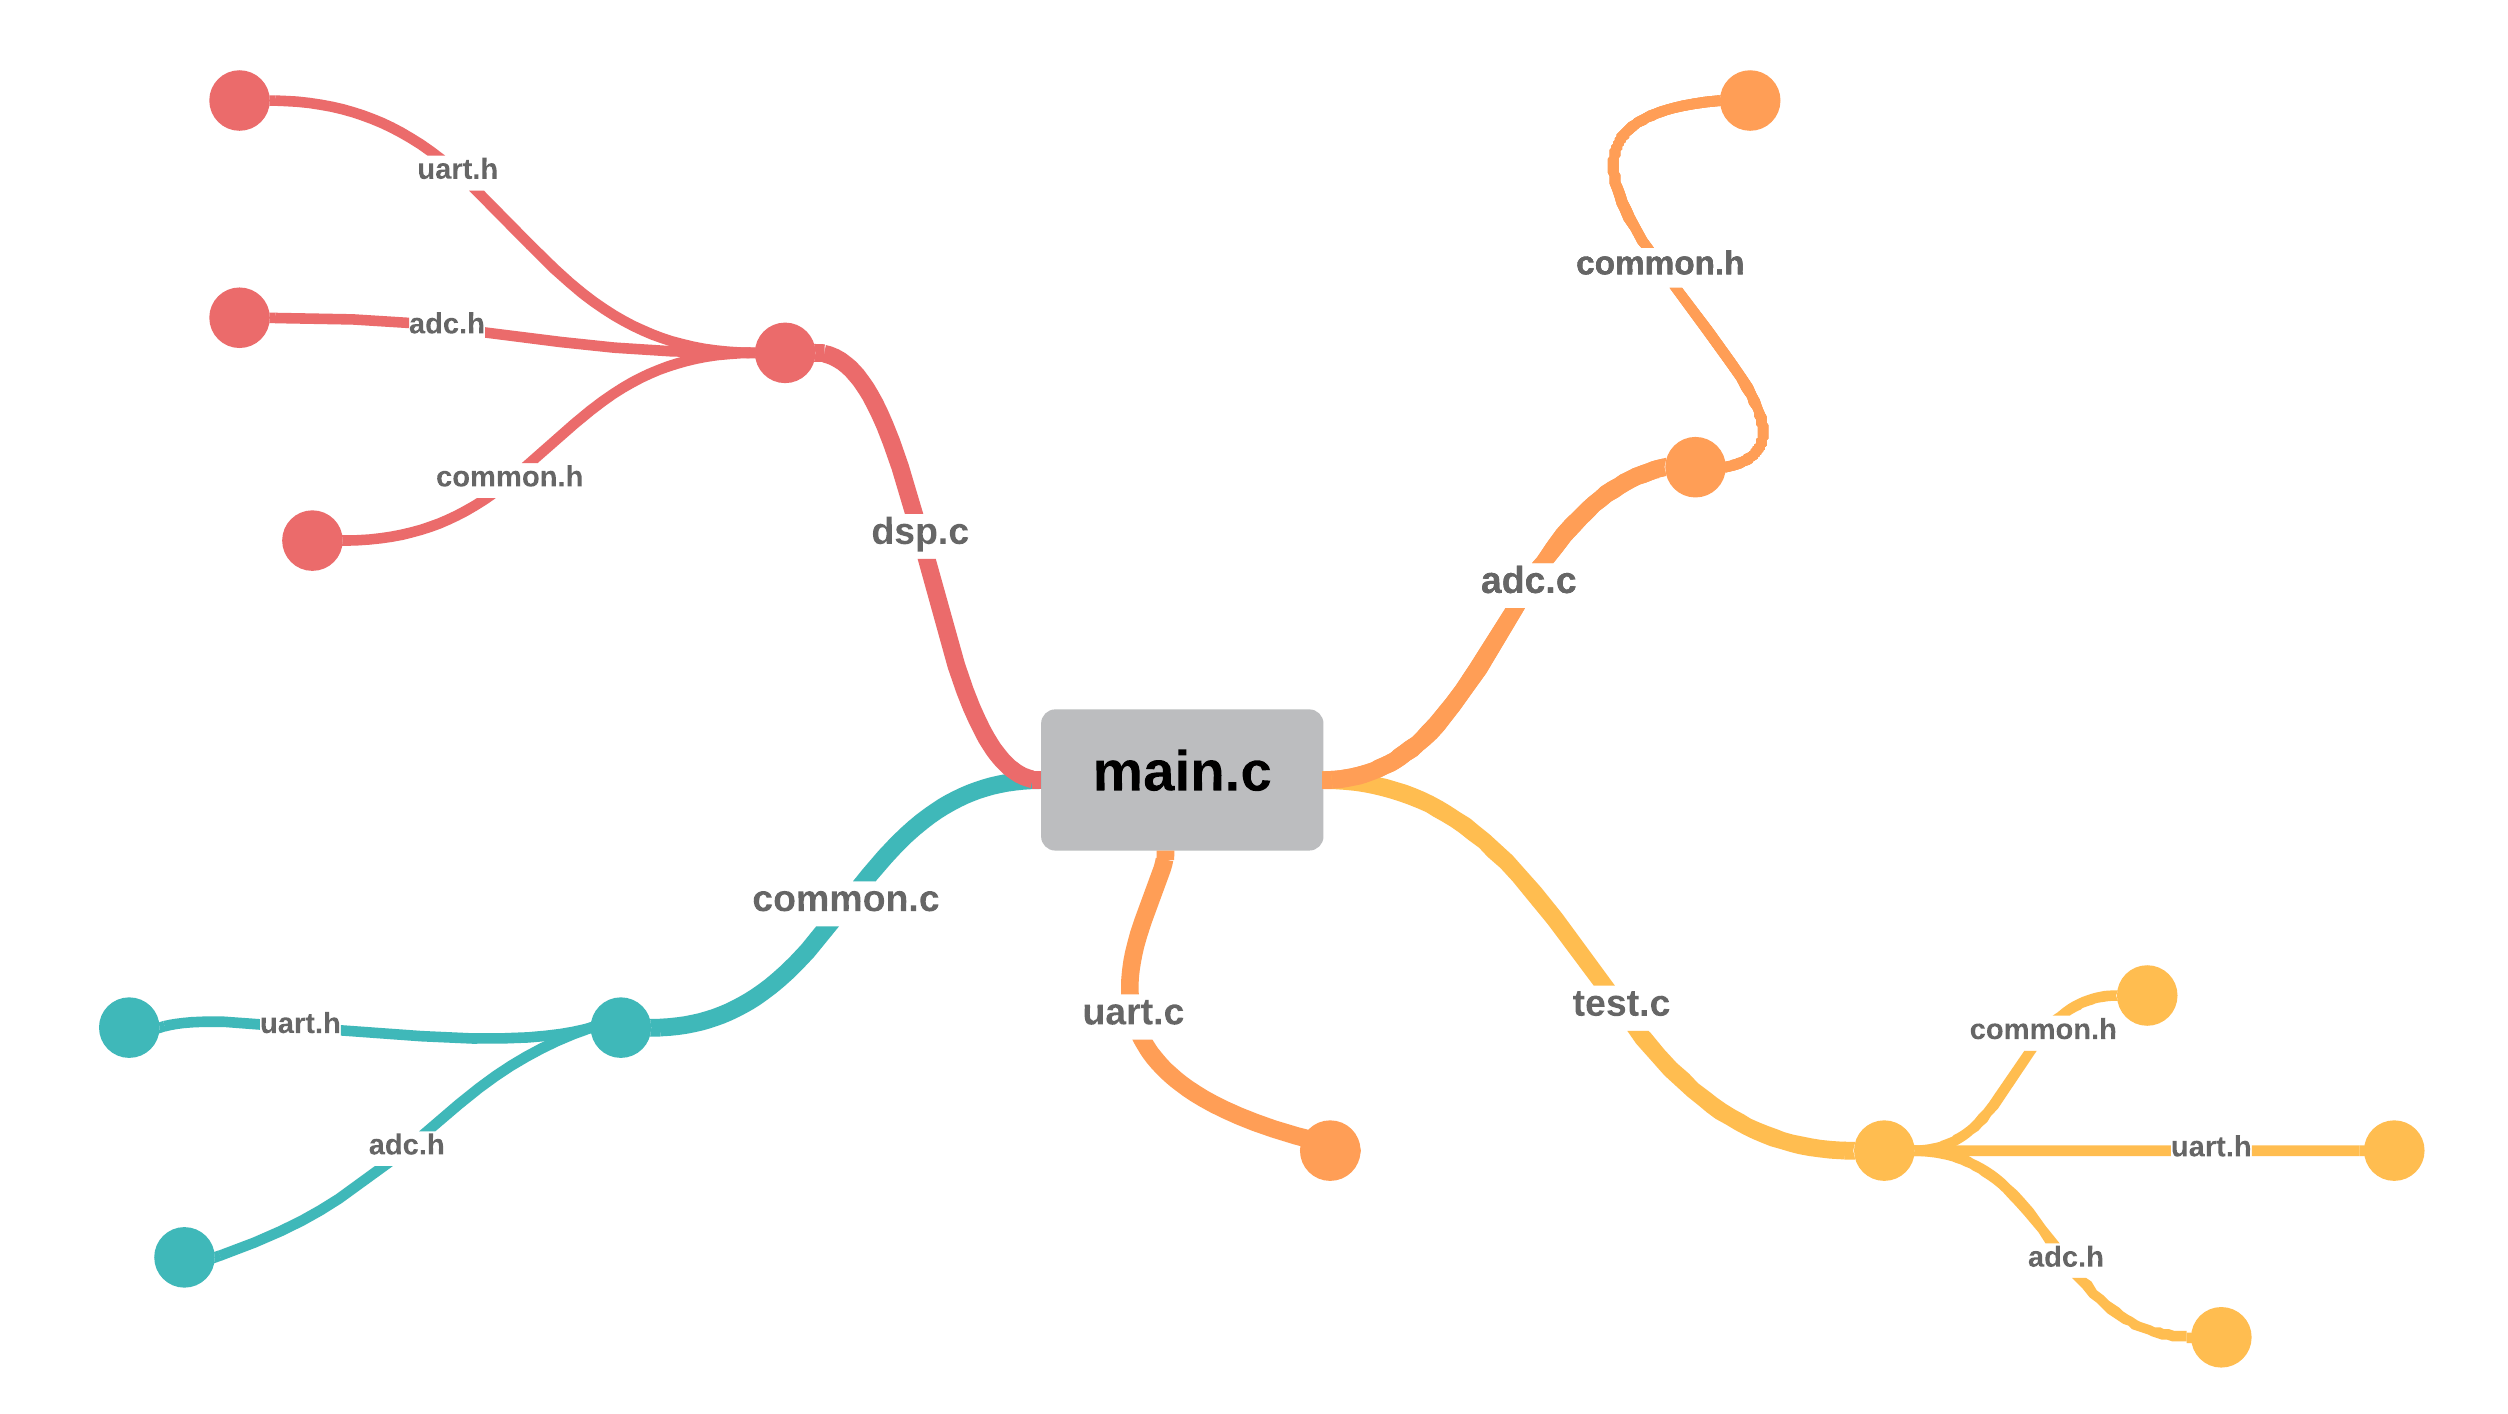 uart.h
adc.h
common.h
dsp.c
common.h
adc.c
main.c
common.c
uart.h
adc.h
uart.c
test.c
common.h
uart.h
adc.h